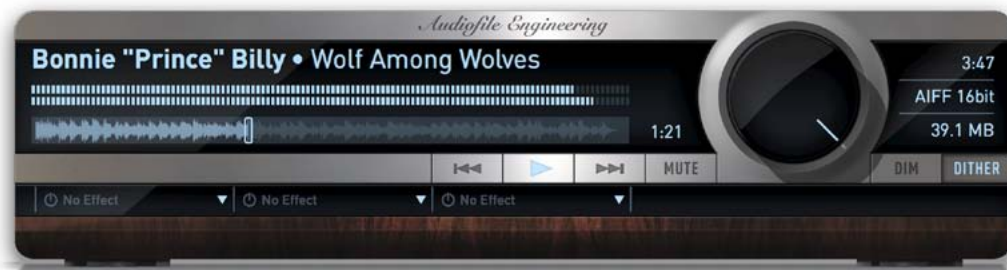 Audiofile Engineering
Bonnie "Prince" Billy • Wolf Among Wolves
3:47
AIFF 16bit
39.1 MB
1:21
MUTE
DIM
DITHER
No Effect
No Effect
No Effect